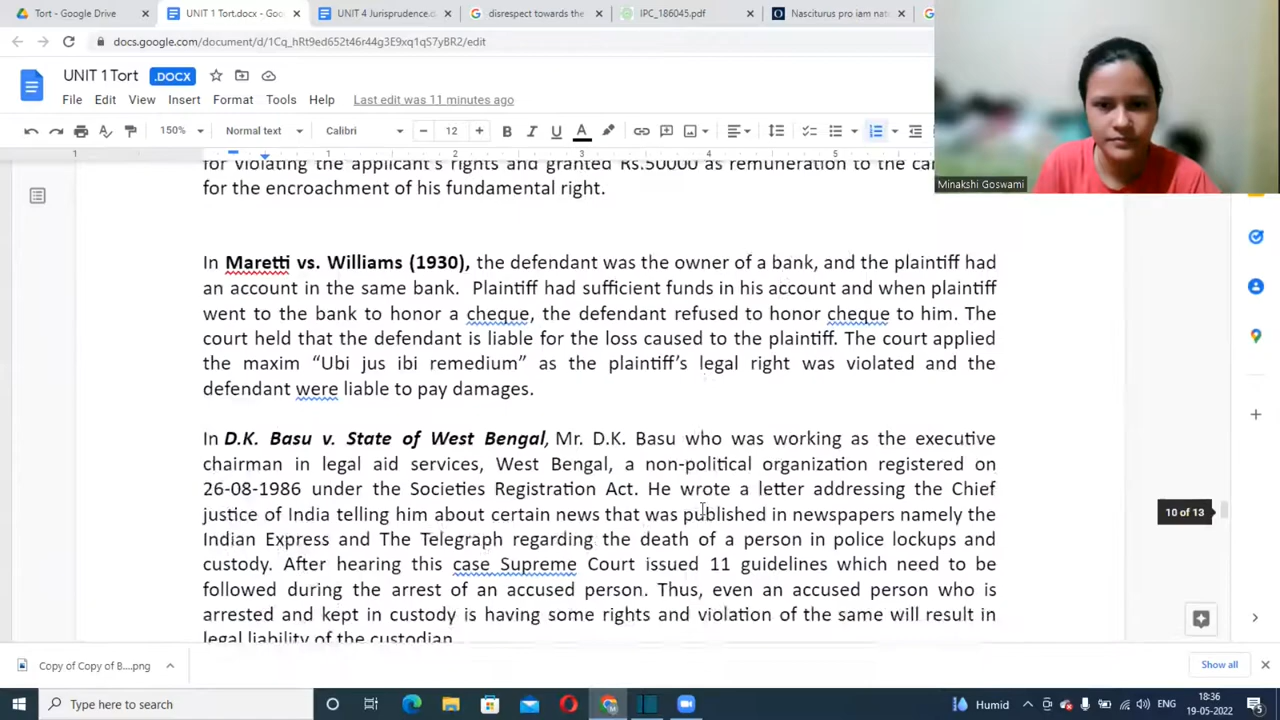 Tort - Google Drive
UNIT 1 Tort.docx - Goo
UNIT 4 Jurisprudence.d
disrespect towards the
IPC_186045.pdf
Nasciturus pro iam nat
docs.google.com/document/d/1Cq_hRt9ed652t46r44g3E9xq1qS7yBR2/edit
UNIT 1 Tort .DOCX
File Edit View Insert Format Tools Help Last edit was 11 minutes ago
150% Normal text Calibri 12
1 1 2 3 4 5
for violating the applicant's rights and granted Rs.50000 as remuneration to the
for the encroachment of his fundamental right.
Minakshi Goswami
In Maretti vs. Williams (1930), the defendant was the owner of a bank, and the plaintiff had
an account in the same bank. Plaintiff had sufficient funds in his account and when plaintiff
went to the bank to honor a cheque, the defendant refused to honor cheque to him. The
court held that the defendant is liable for the loss caused to the plaintiff. The court applied
the maxim “Ubi jus ibi remedium” as the plaintiff’s legal right was violated and the
defendant were liable to pay damages.
In D.K. Basu v. State of West Bengal, Mr. D.K. Basu who was working as the executive
chairman in legal aid services, West Bengal, a non-political organization registered on
26-08-1986 under the Societies Registration Act. He wrote a letter addressing the Chief
justice of India telling him about certain news that was published in newspapers namely the
Indian Express and The Telegraph regarding the death of a person in police lockups and
custody. After hearing this case Supreme Court issued 11 guidelines which need to be
followed during the arrest of an accused person. Thus, even an accused person who is
arrested and kept in custody is having some rights and violation of the same will result in
legal liability of the custodian.
10 of 13
Copy of Copy of B....png
Show all
Type here to search
Humid
ENG
18:36
19-05-2022